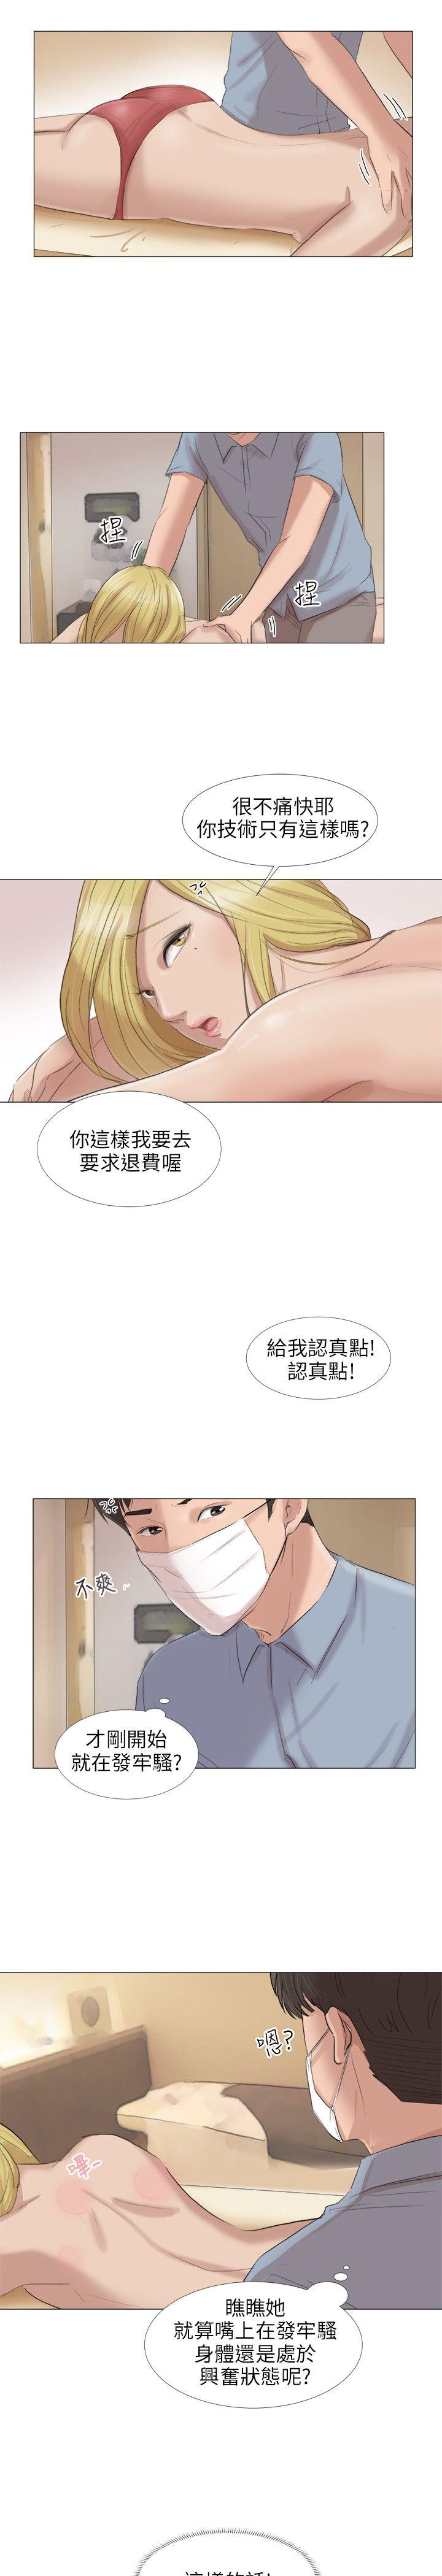 捏
捏
很不痛快耶
你技術只有這樣嗎?
你這樣我要去
要求退費喔
給我認真點!
認真點!
不爽
才剛開始
就在發牢騷?
嗯?
嗶~
瞧瞧她
就算嘴上在發牢騷
身體還是處於
興奮狀態呢?